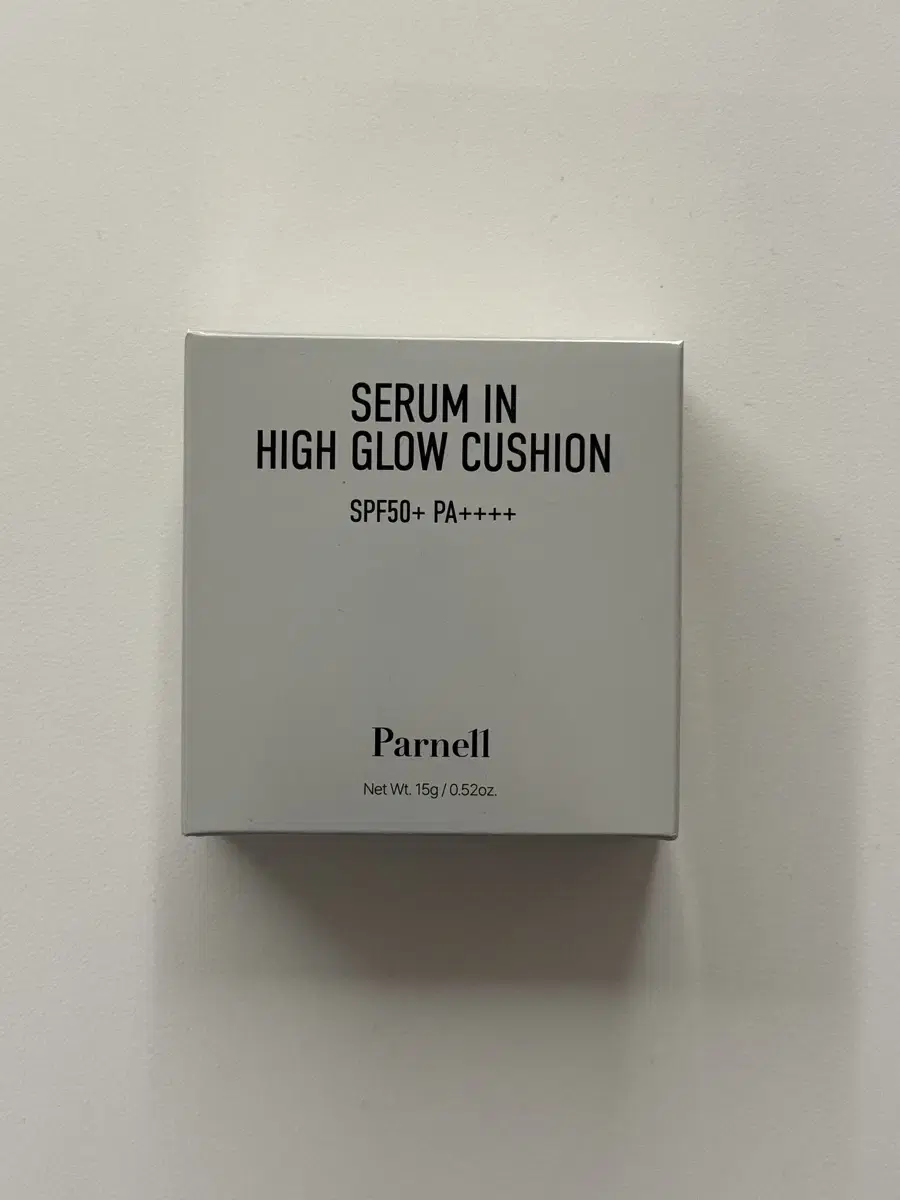 SERUM IN
HIGH GLOW CUSHION
SPF50+ PA++++
Parnell
Net Wt. 15g / 0.52oz.